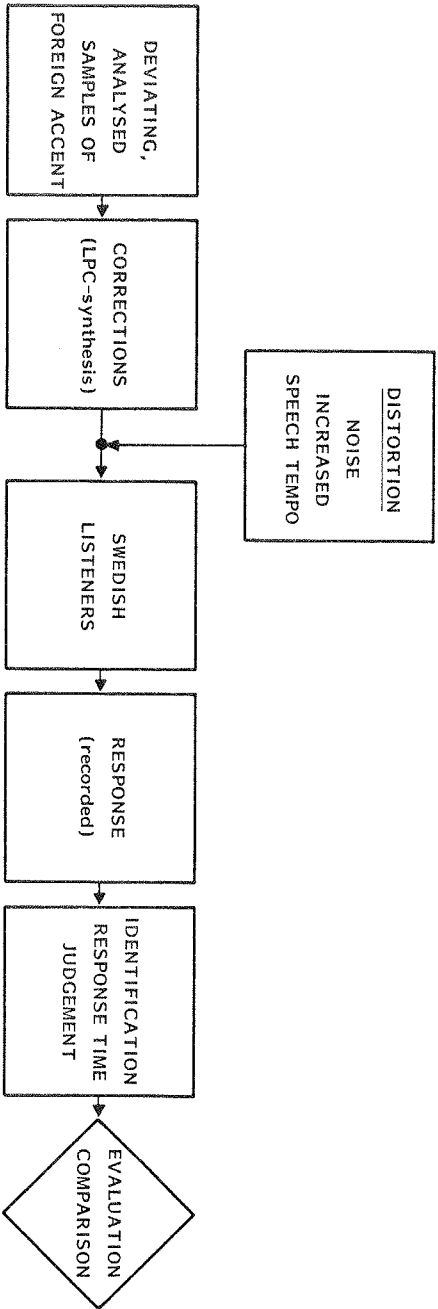 DEVIATING,
ANALYSED
SAMPLES OF
FOREIGN ACCENT
CORRECTIONS
(LPC-synthesis)
DISTORTION
NOISE
INCREASED
SPEECH TEMPO
SWEDISH
LISTENERS
RESPONSE
(recorded)
IDENTIFICATION
RESPONSE TIME
JUDGEMENT
EVALUATION
COMPARISON